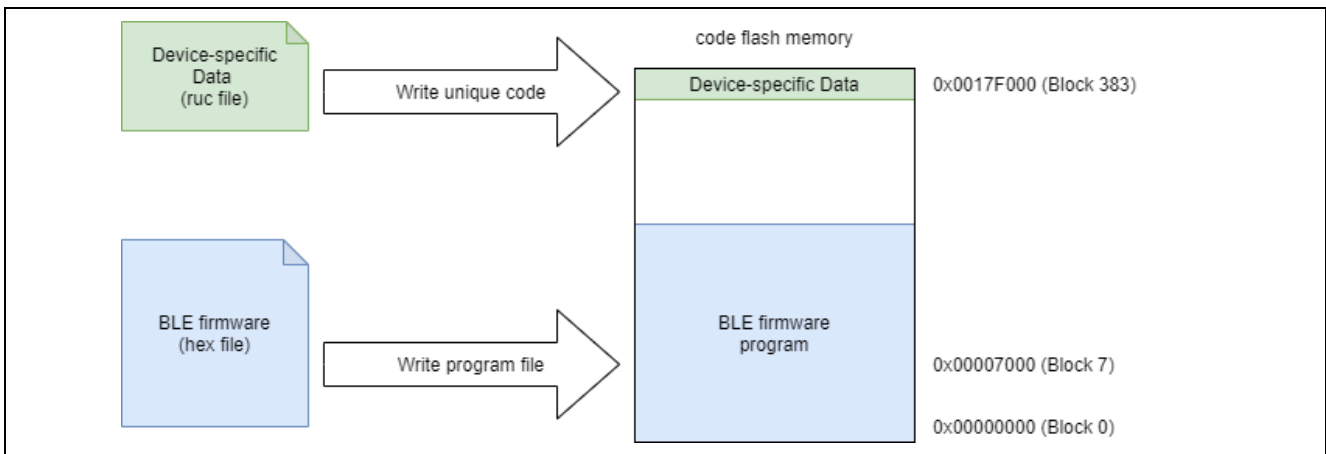 Device-specific
Data
(ruc file)
Write unique code
code flash memory
Device-specific Data
0x0017F000 (Block 383)
BLE firmware
(hex file)
Write program file
BLE firmware
program
0x00007000 (Block 7)
0x00000000 (Block 0)